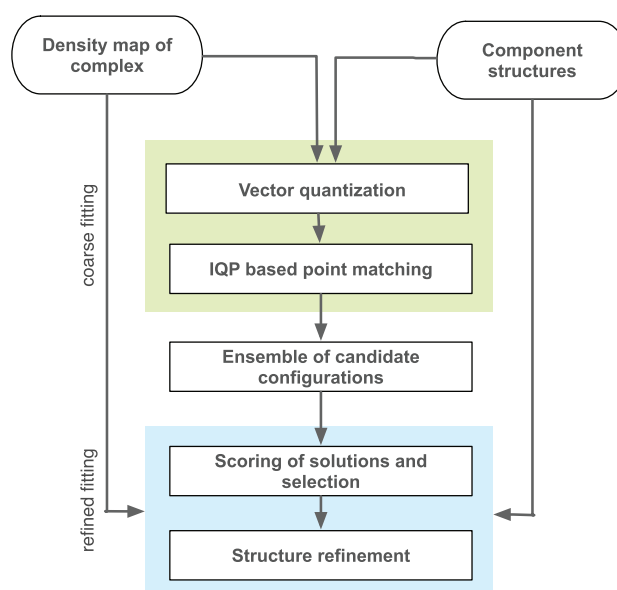 Density map of
complex
Component
structures
coarse fitting
Vector quantization
IQP based point matching
Ensemble of candidate
configurations
refined fitting
Scoring of solutions and
selection
Structure refinement